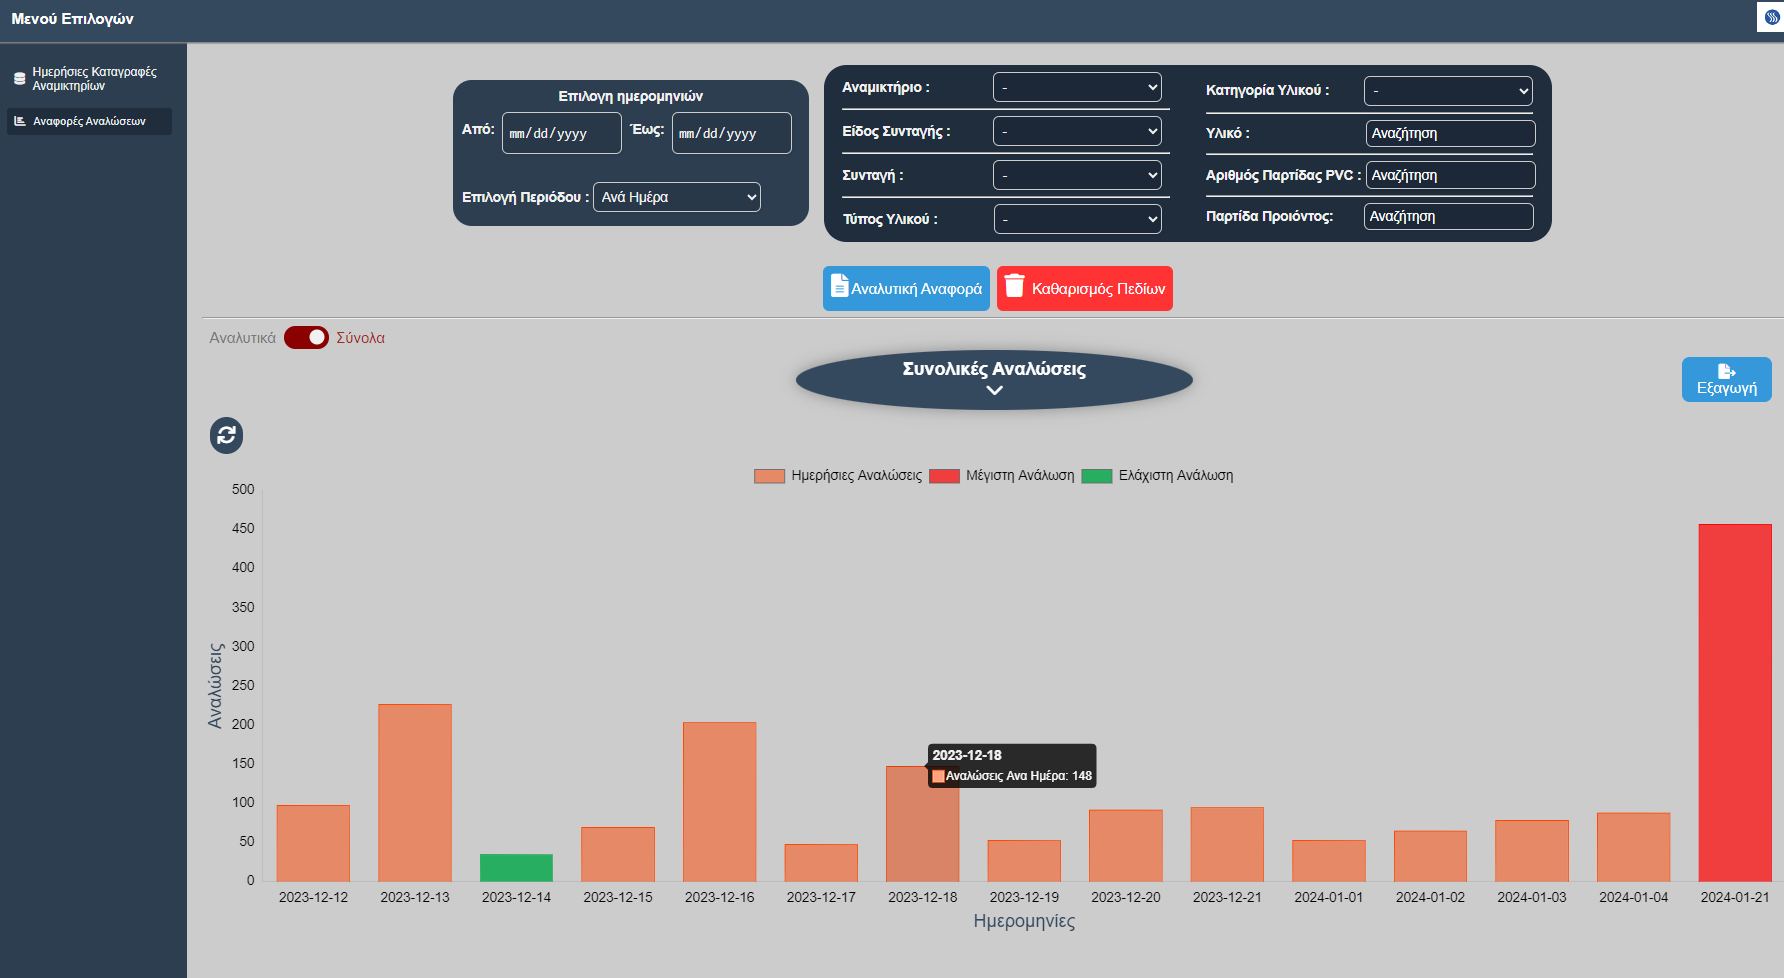 Μενού Επιλογών
Ημερήσιες Καταγραφές
Αναμικτηρίων
Αναφορές Αναλώσεων
Επιλογη ημερομηνιών
Από: mm/dd/yyyy Έως: mm/dd/yyyy
Επιλογή Περιόδου : Ανά Ημέρα
Αναμικτήριο : -
Είδος Συνταγής : -
Συνταγή : -
Τύπος Υλικού : -
Κατηγορία Υλικού : -
Υλικό : Αναζήτηση
Αριθμός Παρτίδας PVC : Αναζήτηση
Παρτίδα Προιόντος: Αναζήτηση
Αναλυτική Αναφορά
Καθαρισμός Πεδίων
Αναλυτικά Σύνολα
Συνολικές Αναλώσεις
Εξαγωγή
Ημερήσιες Αναλώσεις Μέγιστη Ανάλωση Ελάχιστη Ανάλωση
Αναλώσεις
500
450
400
350
300
250
200
150
100
50
0
2023-12-18
Αναλώσεις Ανα Ημέρα: 148
2023-12-12 2023-12-13 2023-12-14 2023-12-15 2023-12-16 2023-12-17 2023-12-18 2023-12-19 2023-12-20 2023-12-21 2024-01-01 2024-01-02 2024-01-03 2024-01-04 2024-01-21
Ημερομηνίες